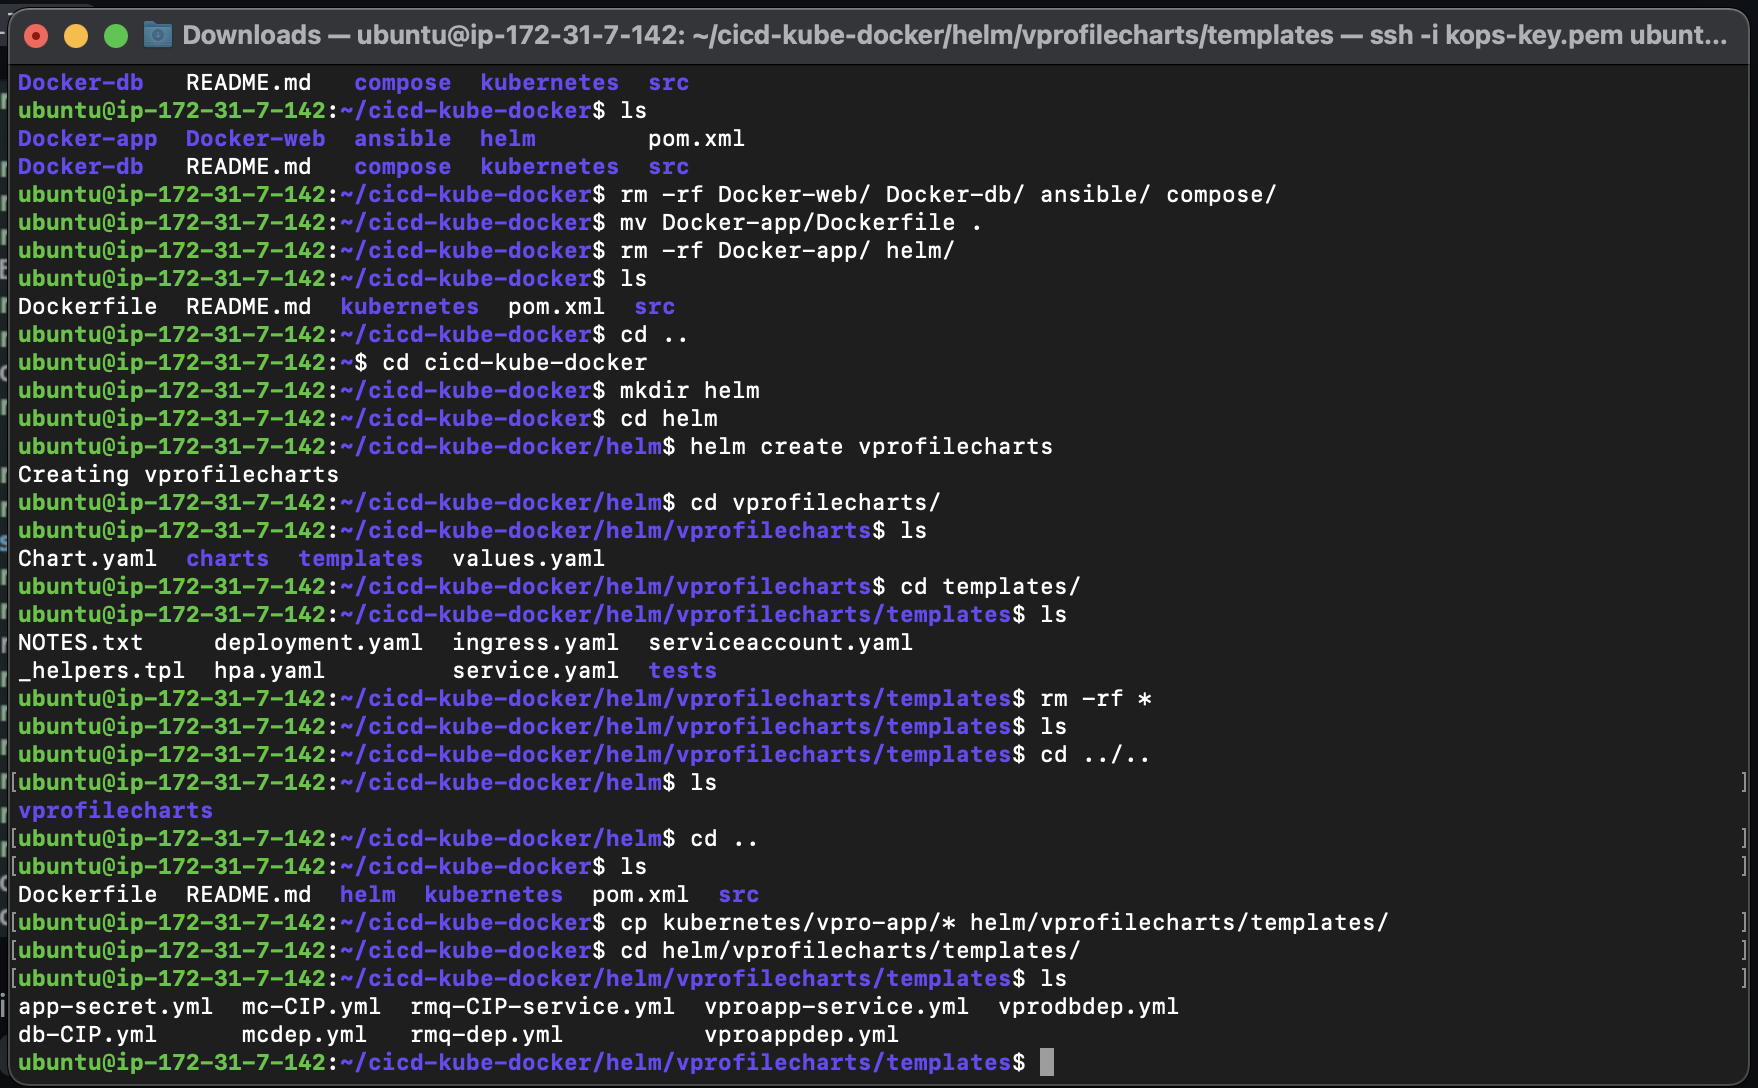 Downloads — ubuntu@ip-172-31-7-142: ~/cicd-kube-docker/helm/vprofilecharts/templates — ssh -i kops-key.pem ubunt...
Docker-db   README.md   compose  kubernetes  src
ubuntu@ip-172-31-7-142:~/cicd-kube-docker$ ls
Docker-app  Docker-web  ansible  helm        pom.xml
Docker-db   README.md   compose  kubernetes  src
ubuntu@ip-172-31-7-142:~/cicd-kube-docker$ rm -rf Docker-web/ Docker-db/ ansible/ compose/
ubuntu@ip-172-31-7-142:~/cicd-kube-docker$ mv Docker-app/Dockerfile .
ubuntu@ip-172-31-7-142:~/cicd-kube-docker$ rm -rf Docker-app/ helm/
ubuntu@ip-172-31-7-142:~/cicd-kube-docker$ ls
Dockerfile  README.md  kubernetes  pom.xml  src
ubuntu@ip-172-31-7-142:~/cicd-kube-docker$ cd ..
ubuntu@ip-172-31-7-142:~$ cd cicd-kube-docker
ubuntu@ip-172-31-7-142:~/cicd-kube-docker$ mkdir helm
ubuntu@ip-172-31-7-142:~/cicd-kube-docker$ cd helm
ubuntu@ip-172-31-7-142:~/cicd-kube-docker/helm$ helm create vprofilecharts
Creating vprofilecharts
ubuntu@ip-172-31-7-142:~/cicd-kube-docker/helm$ cd vprofilecharts/
ubuntu@ip-172-31-7-142:~/cicd-kube-docker/helm/vprofilecharts$ ls
Chart.yaml  charts  templates  values.yaml
ubuntu@ip-172-31-7-142:~/cicd-kube-docker/helm/vprofilecharts$ cd templates/
ubuntu@ip-172-31-7-142:~/cicd-kube-docker/helm/vprofilecharts/templates$ ls
NOTES.txt     deployment.yaml  ingress.yaml  serviceaccount.yaml
_helpers.tpl  hpa.yaml         service.yaml  tests
ubuntu@ip-172-31-7-142:~/cicd-kube-docker/helm/vprofilecharts/templates$ rm -rf *
ubuntu@ip-172-31-7-142:~/cicd-kube-docker/helm/vprofilecharts/templates$ ls
ubuntu@ip-172-31-7-142:~/cicd-kube-docker/helm/vprofilecharts/templates$ cd ../..
[ubuntu@ip-172-31-7-142:~/cicd-kube-docker/helm$ ls ]
vprofilecharts
[ubuntu@ip-172-31-7-142:~/cicd-kube-docker/helm$ cd .. ]
[ubuntu@ip-172-31-7-142:~/cicd-kube-docker$ ls ]
Dockerfile  README.md  helm  kubernetes  pom.xml  src
[ubuntu@ip-172-31-7-142:~/cicd-kube-docker$ cp kubernetes/vpro-app/* helm/vprofilecharts/templates/ ]
[ubuntu@ip-172-31-7-142:~/cicd-kube-docker$ cd helm/vprofilecharts/templates/ ]
[ubuntu@ip-172-31-7-142:~/cicd-kube-docker/helm/vprofilecharts/templates$ ls ]
app-secret.yml  mc-CIP.yml  rmq-CIP-service.yml  vproapp-service.yml  vprodbdep.yml
db-CIP.yml      mcdep.yml   rmq-dep.yml          vproappdep.yml
ubuntu@ip-172-31-7-142:~/cicd-kube-docker/helm/vprofilecharts/templates$